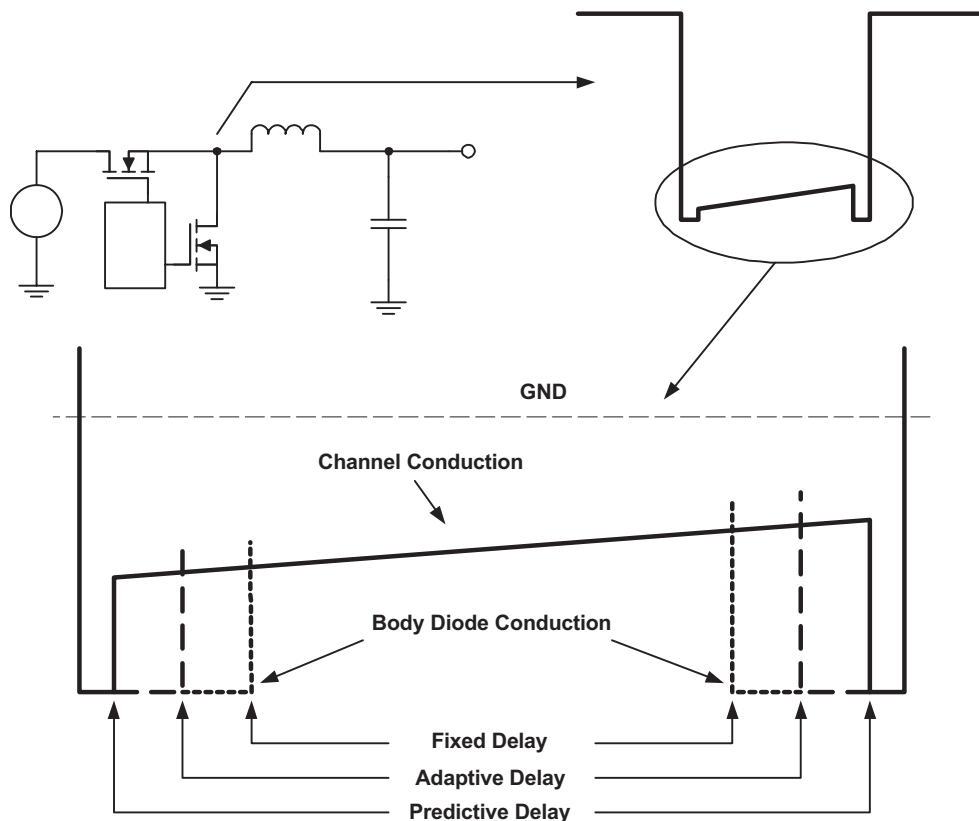 GND
Channel Conduction
Body Diode Conduction
Fixed Delay
Adaptive Delay
Predictive Delay